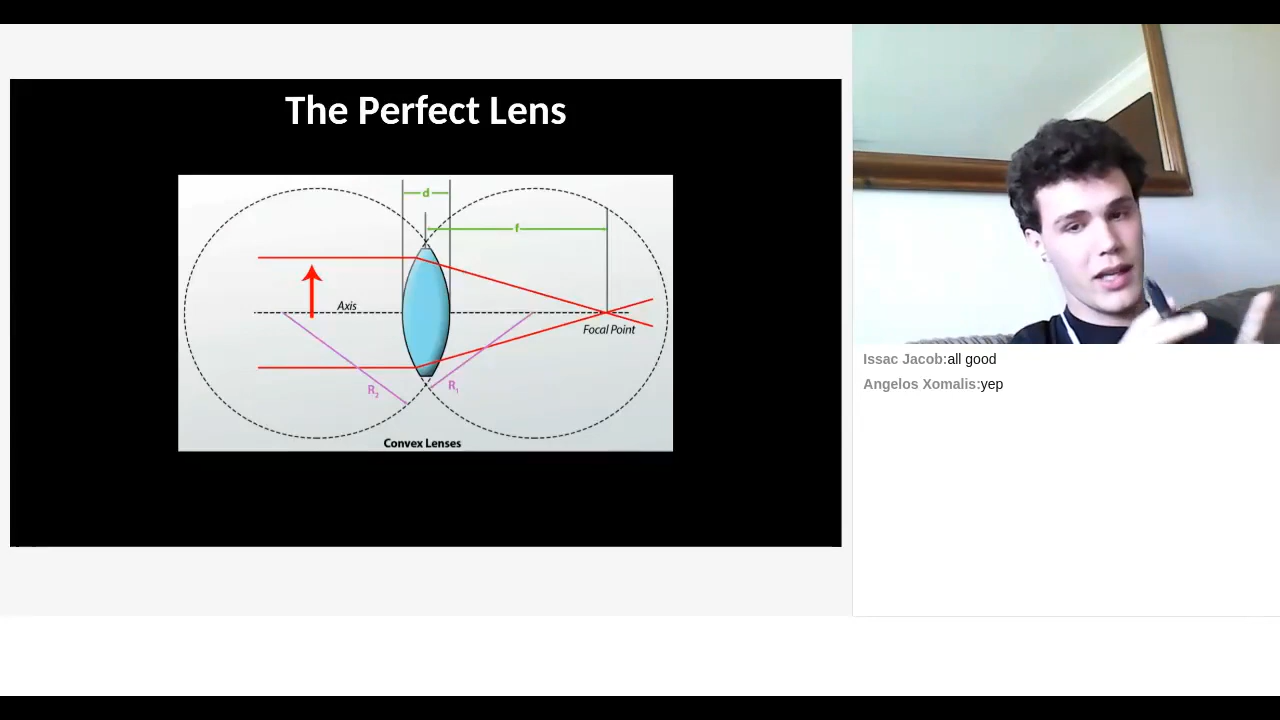 The Perfect Lens
d
f
Axis
Focal Point
R2
R1
Convex Lenses
Issac Jacob:all good
Angelos Xomalis:yep